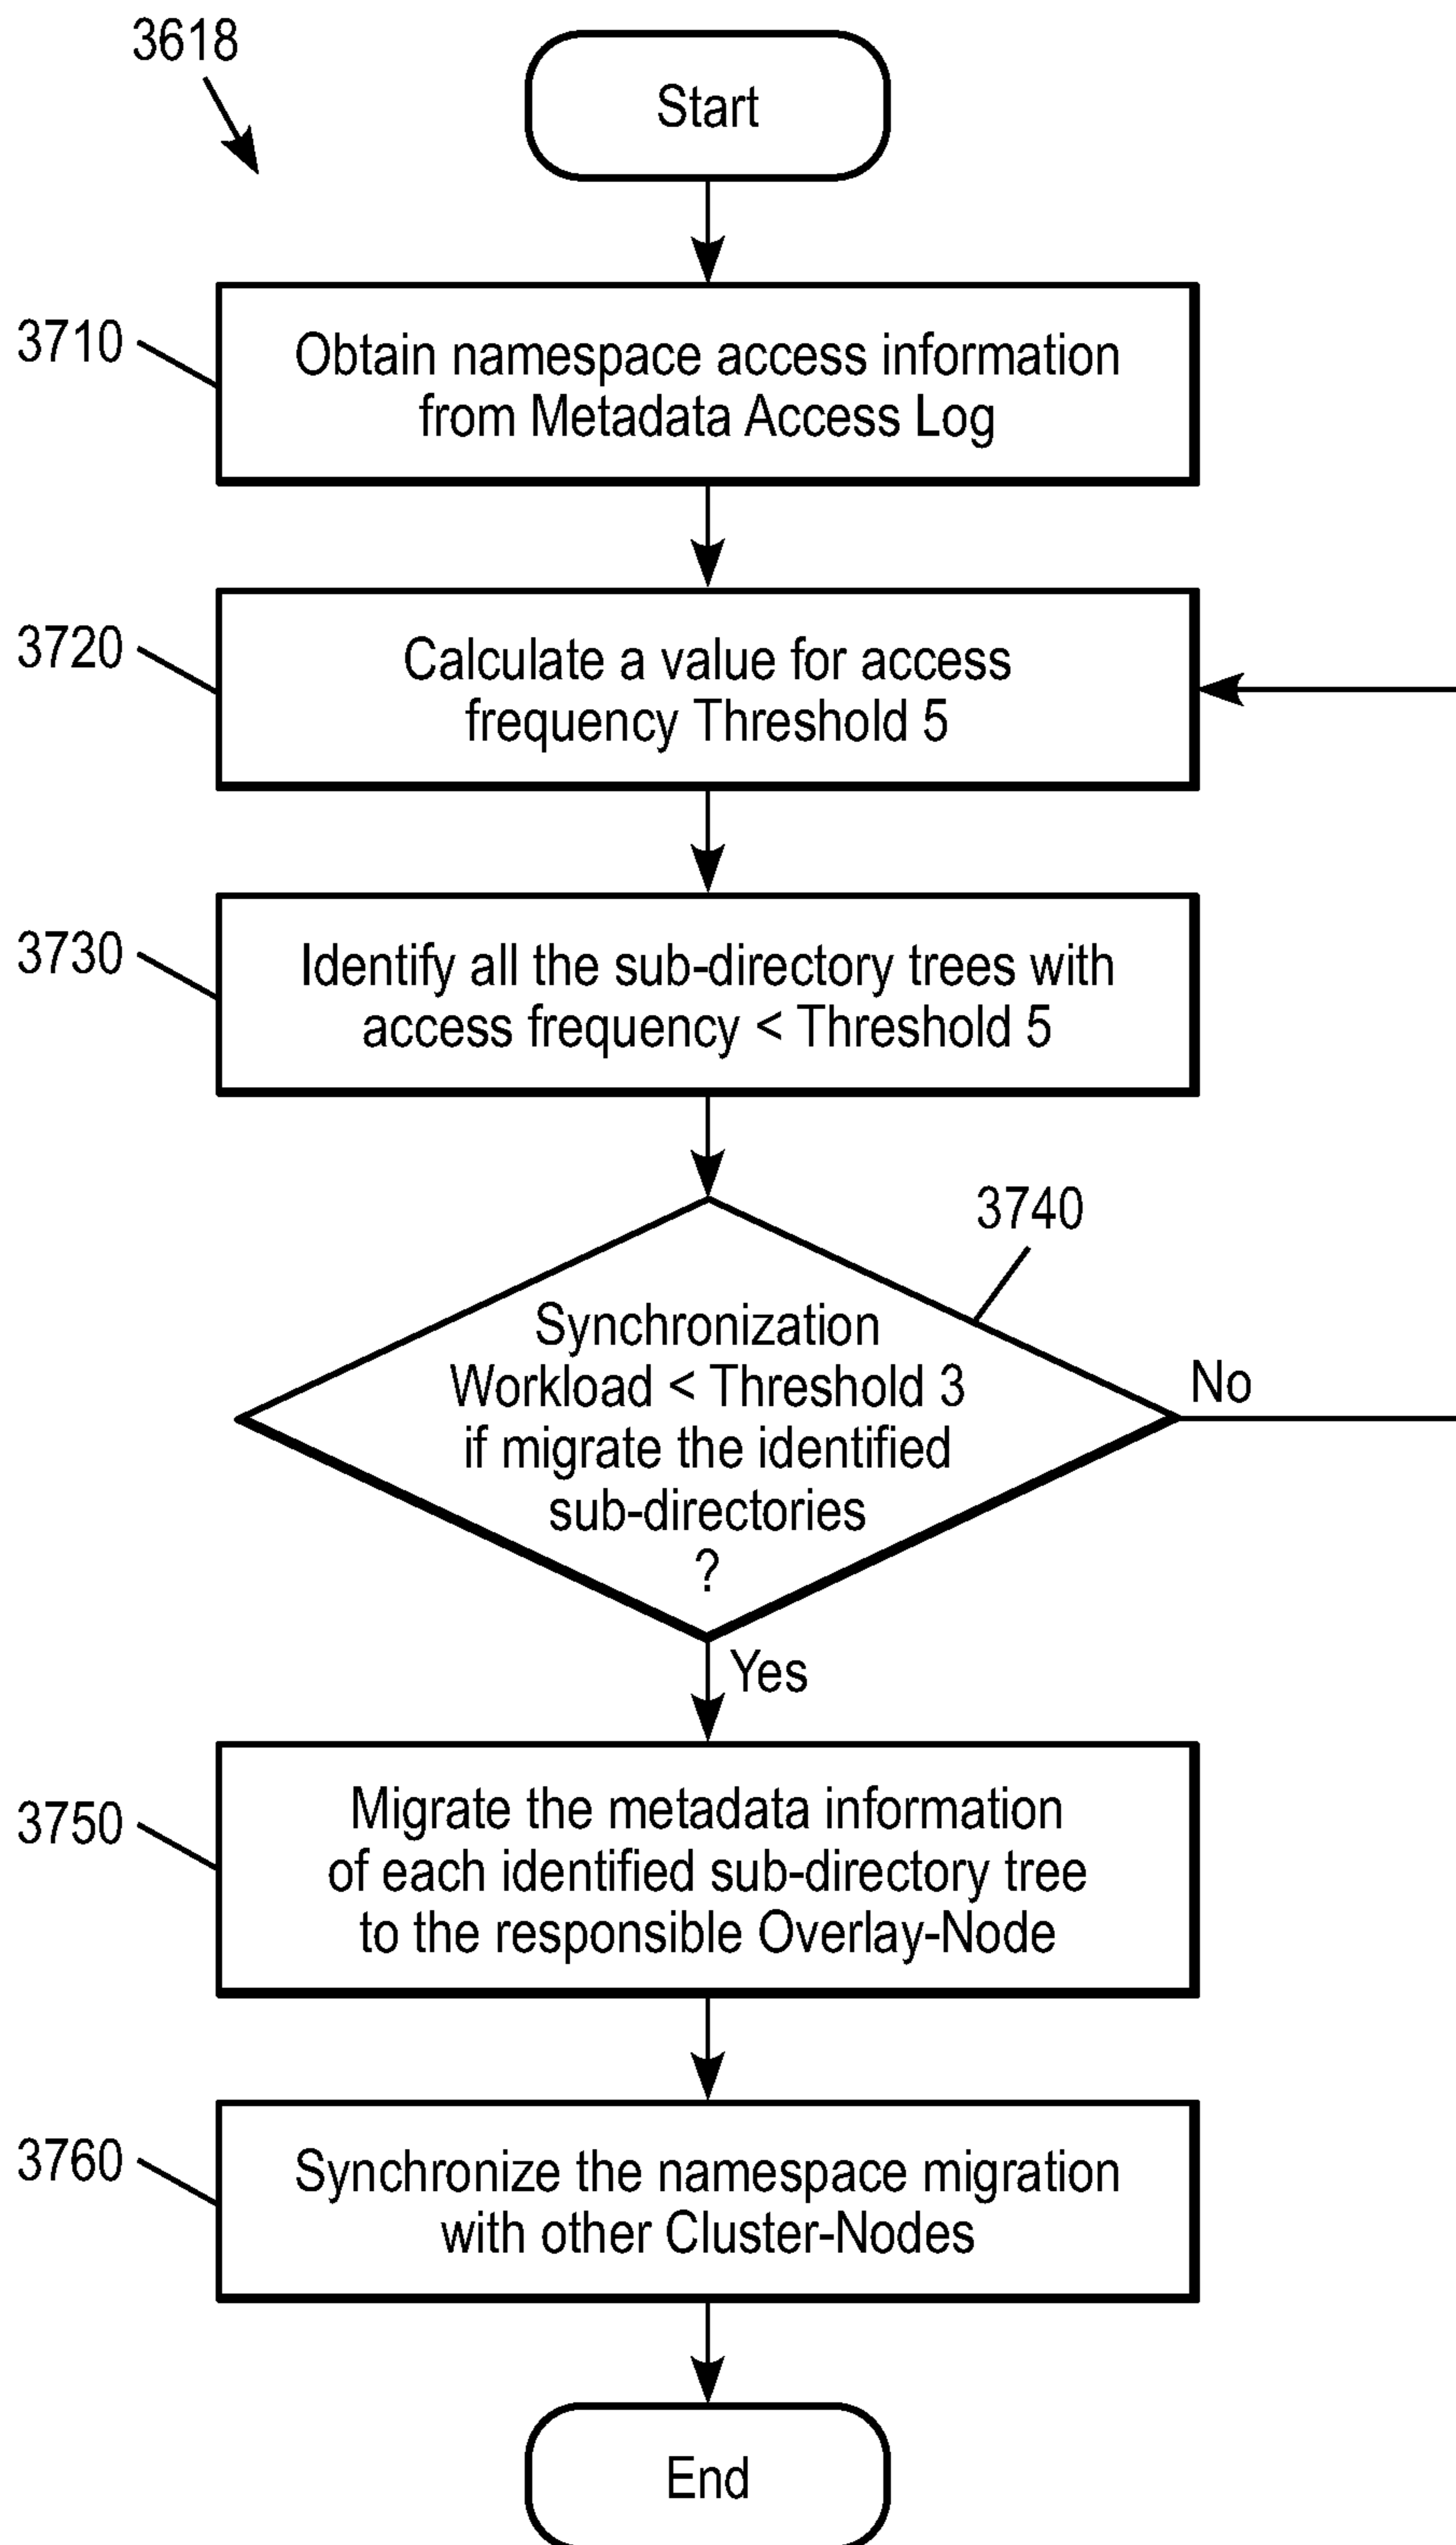 3618
Start
3710
Obtain namespace access information
from Metadata Access Log
3720
Calculate a value for access
frequency Threshold 5
3730
Identify all the sub-directory trees with
access frequency < Threshold 5
3740
Synchronization
Workload < Threshold 3
if migrate the identified
sub-directories
?
No
Yes
3750
Migrate the metadata information
of each identified sub-directory tree
to the responsible Overlay-Node
3760
Synchronize the namespace migration
with other Cluster-Nodes
End